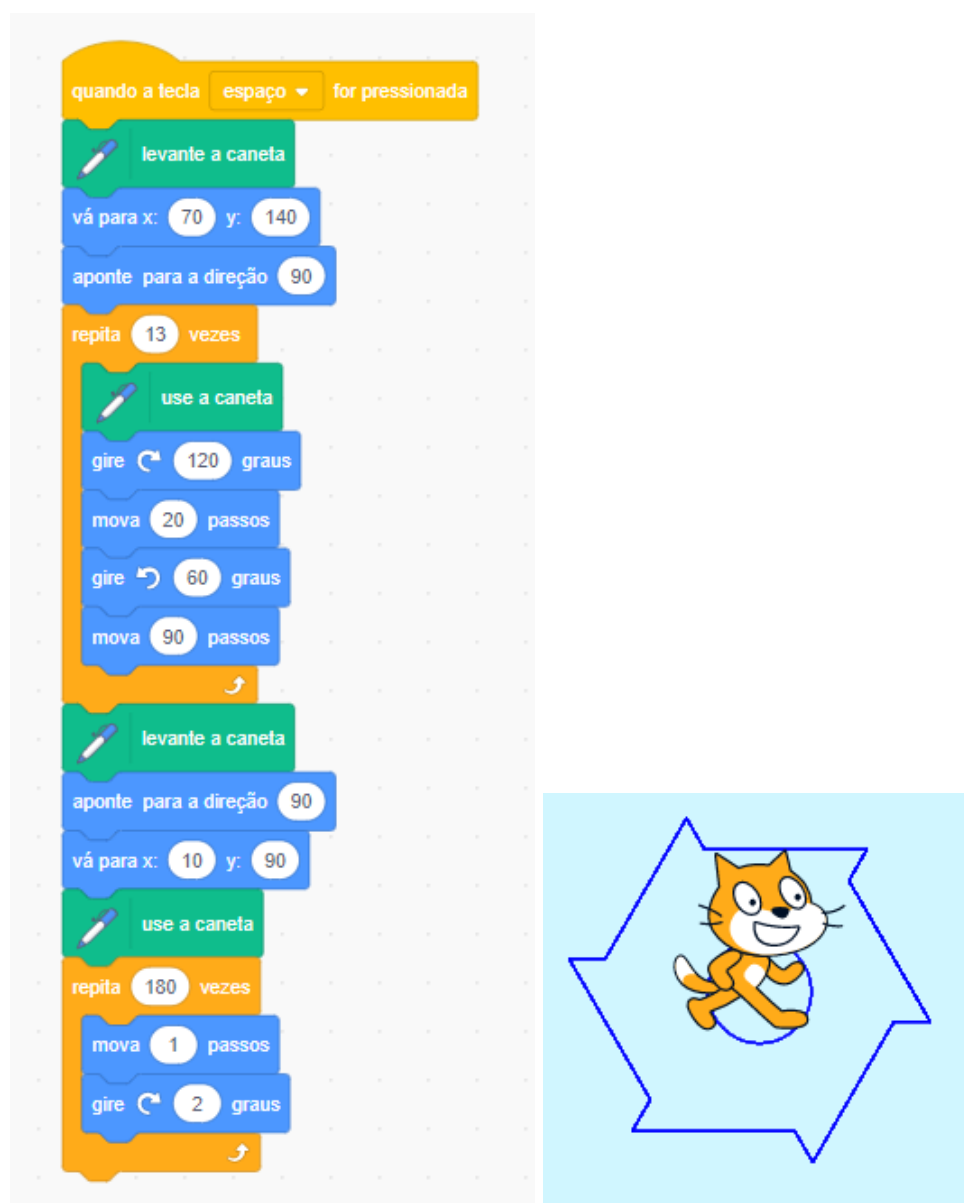 quando a tecla espaço for pressionada
levante a caneta
vá para x: 70 y: 140
aponte para a direção 90
repita 13 vezes
use a caneta
gire 120 graus
mova 20 passos
gire 60 graus
mova 90 passos
levante a caneta
aponte para a direção 90
vá para x: 10 y: 90
use a caneta
repita 180 vezes
mova 1 passos
gire 2 graus